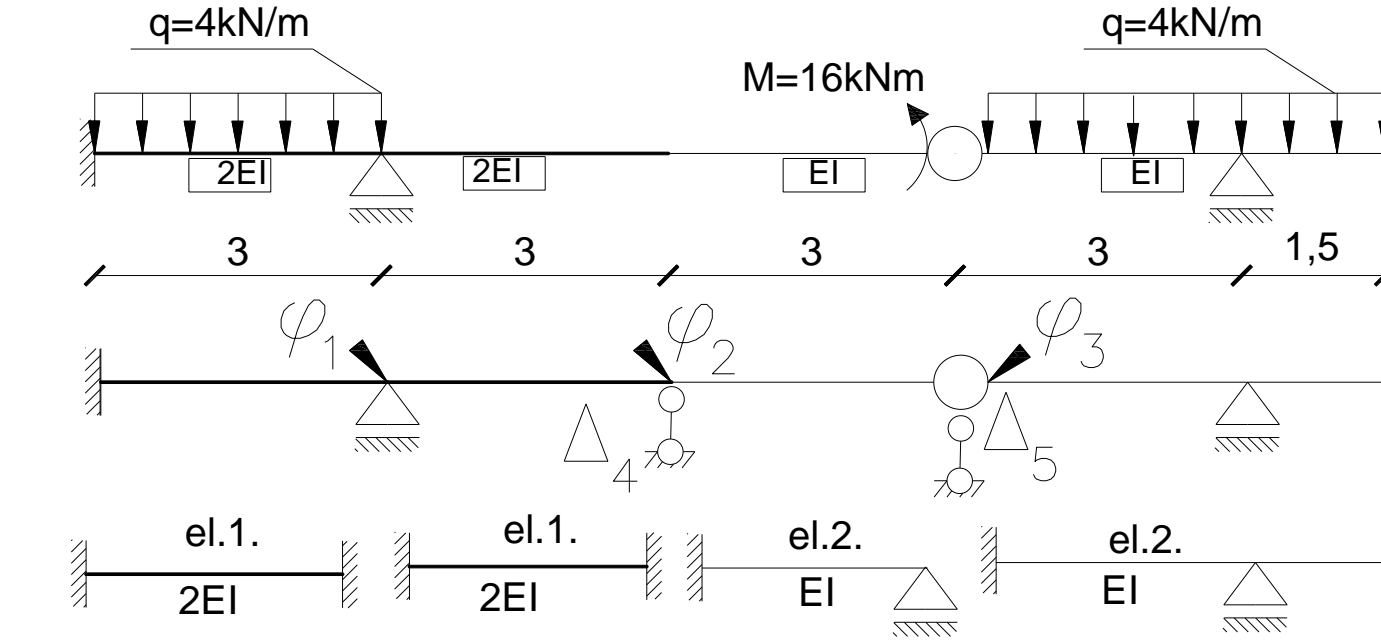 q=4kN/m
q=4kN/m
M=16kNm
2EI
2EI
EI
EI
3
3
3
3
1,5
φ1
φ2
φ3
Δ4
Δ5
el.1.
el.1.
el.2.
el.2.
2EI
2EI
EI
EI